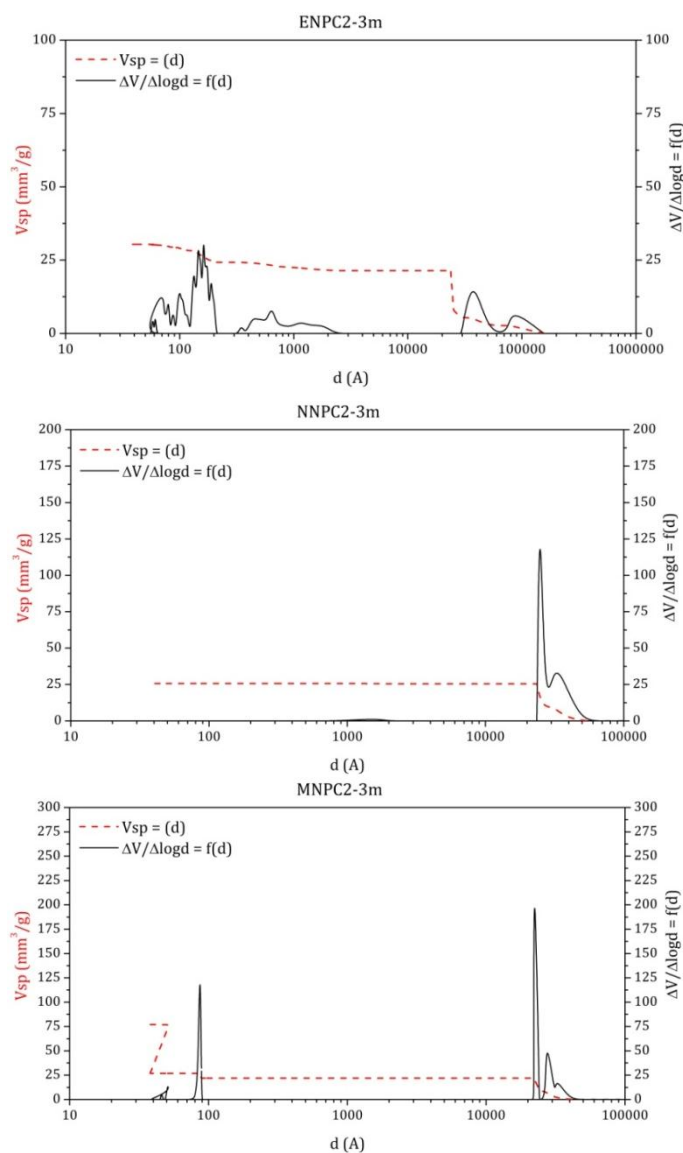 ENPC2-3m
100
75
50
25
0
Vsp = (d)
ΔV/Δlogd = f(d)
100
75
50
25
0
Vsp (mm³/g)
ΔV/Δlogd = f(d)
10 100 1000 10000 100000 1000000
d (A)
NNPC2-3m
200
175
150
125
100
75
50
25
0
Vsp = (d)
ΔV/Δlogd = f(d)
200
175
150
125
100
75
50
25
0
Vsp (mm³/g)
ΔV/Δlogd = f(d)
10 100 1000 10000 100000
d (A)
MNPC2-3m
300
275
250
225
200
175
150
125
100
75
50
25
0
Vsp = (d)
ΔV/Δlogd = f(d)
300
275
250
225
200
175
150
125
100
75
50
25
0
Vsp (mm³/g)
ΔV/Δlogd = f(d)
10 100 1000 10000 100000
d (A)